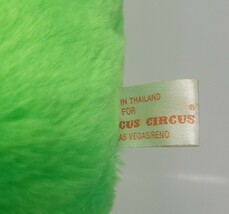 IN THAILAND
FOR
CUS CIRCUS®
AS VEGAS/RENO